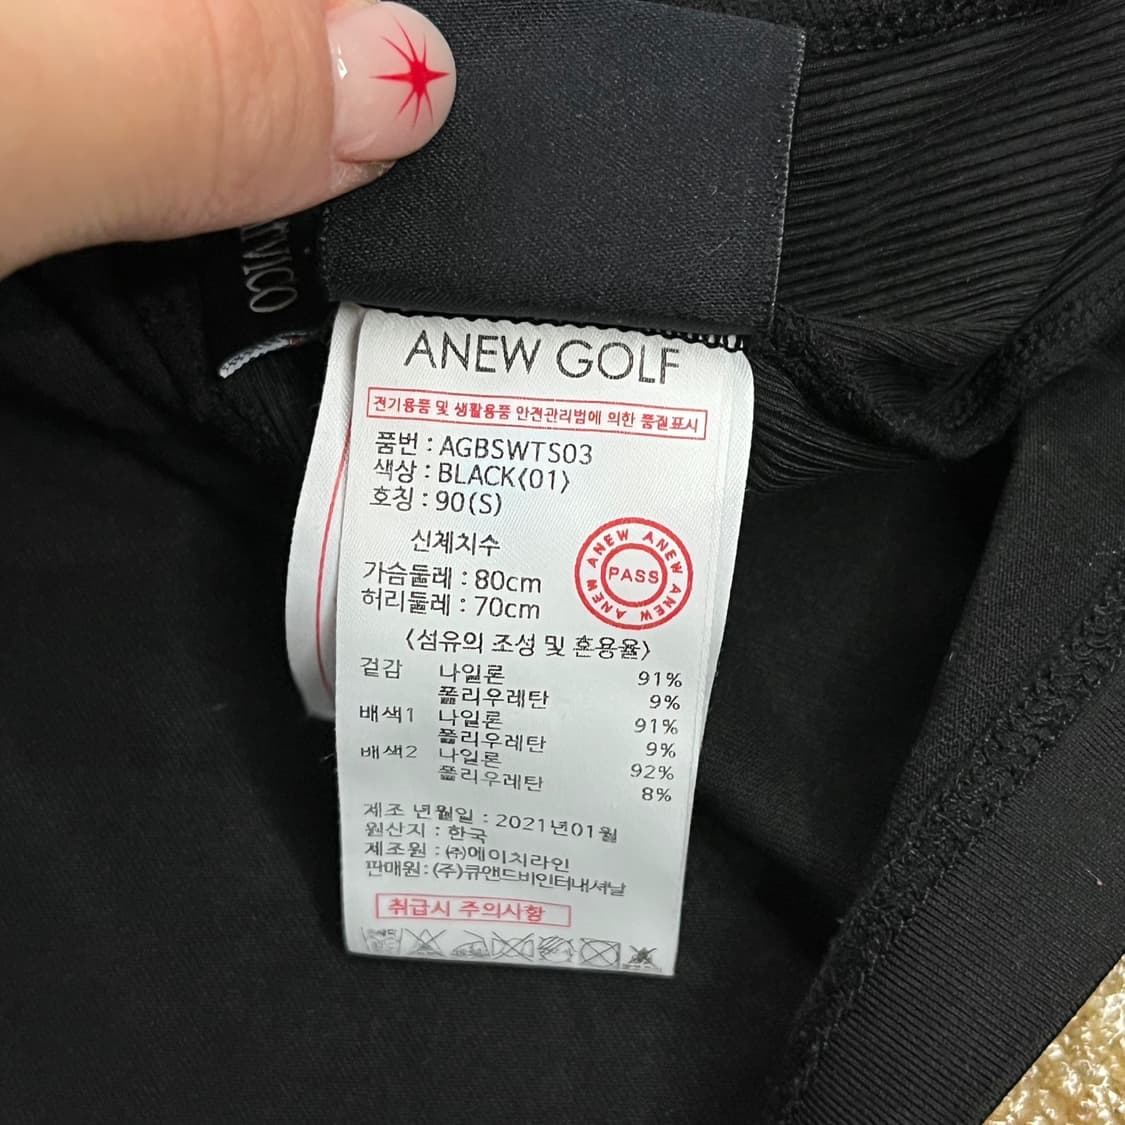 ANEW GOLF
전기용품 및 생활용품 안전관리법에 의한 품질표시
품번 : AGBSWTS03
색상 : BLACK(01)
호칭 : 90(S)
신체치수
가슴둘레 : 80cm
허리둘레 : 70cm
ANEW ANEW ANEW ANEW
PASS
〈섬유의 조성 및 혼용율〉
겉감 나일론 91%
폴리우레탄 9%
배색1 나일론 91%
폴리우레탄 9%
배색2 나일론 92%
폴리우레탄 8%
제조 년월일 : 2021년01월
원산지 : 한국
제조원 : ㈜에이치라인
판매원 : (주)큐앤드비인터내셔날
취급시 주의사항